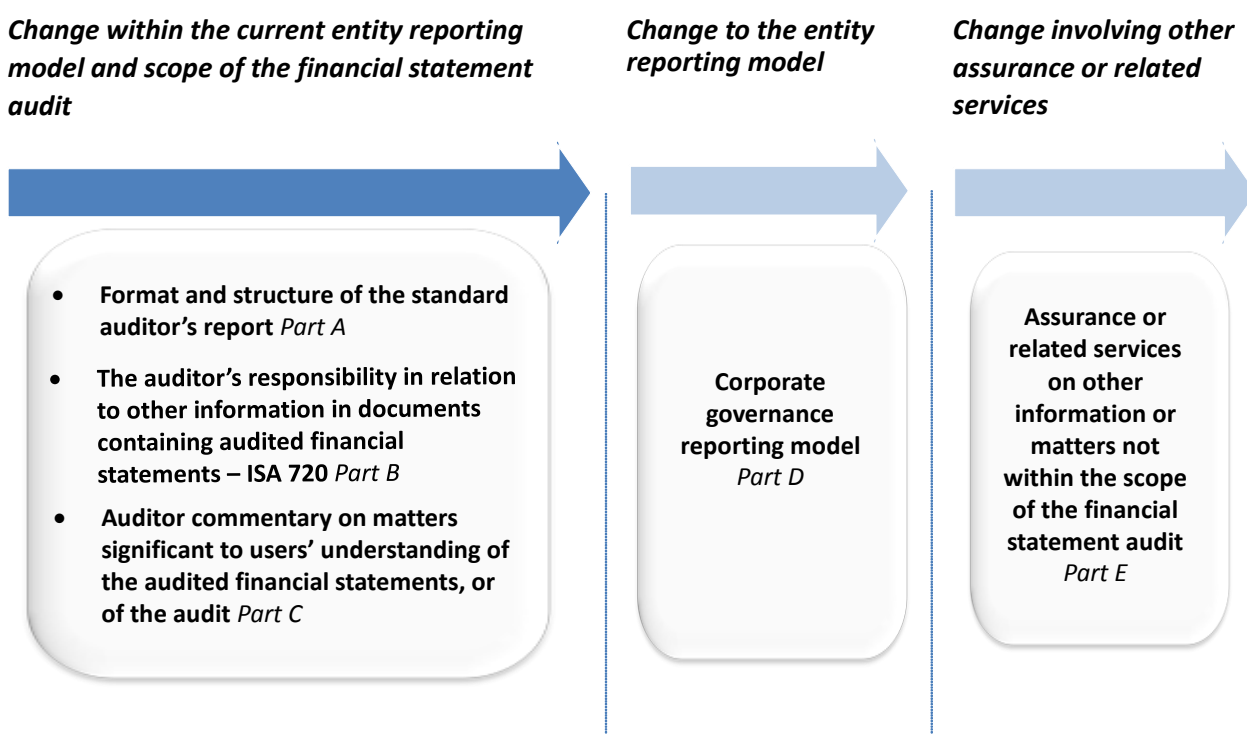 Change within the current entity reporting
model and scope of the financial statement
audit
Change to the entity
reporting model
Change involving other
assurance or related
services
• Format and structure of the standard
auditor’s report Part A
• The auditor’s responsibility in relation
to other information in documents
containing audited financial
statements – ISA 720 Part B
• Auditor commentary on matters
significant to users’ understanding of
the audited financial statements, or
of the audit Part C
Corporate
governance
reporting model
Part D
Assurance or
related services
on other
information or
matters not
within the scope
of the financial
statement audit
Part E